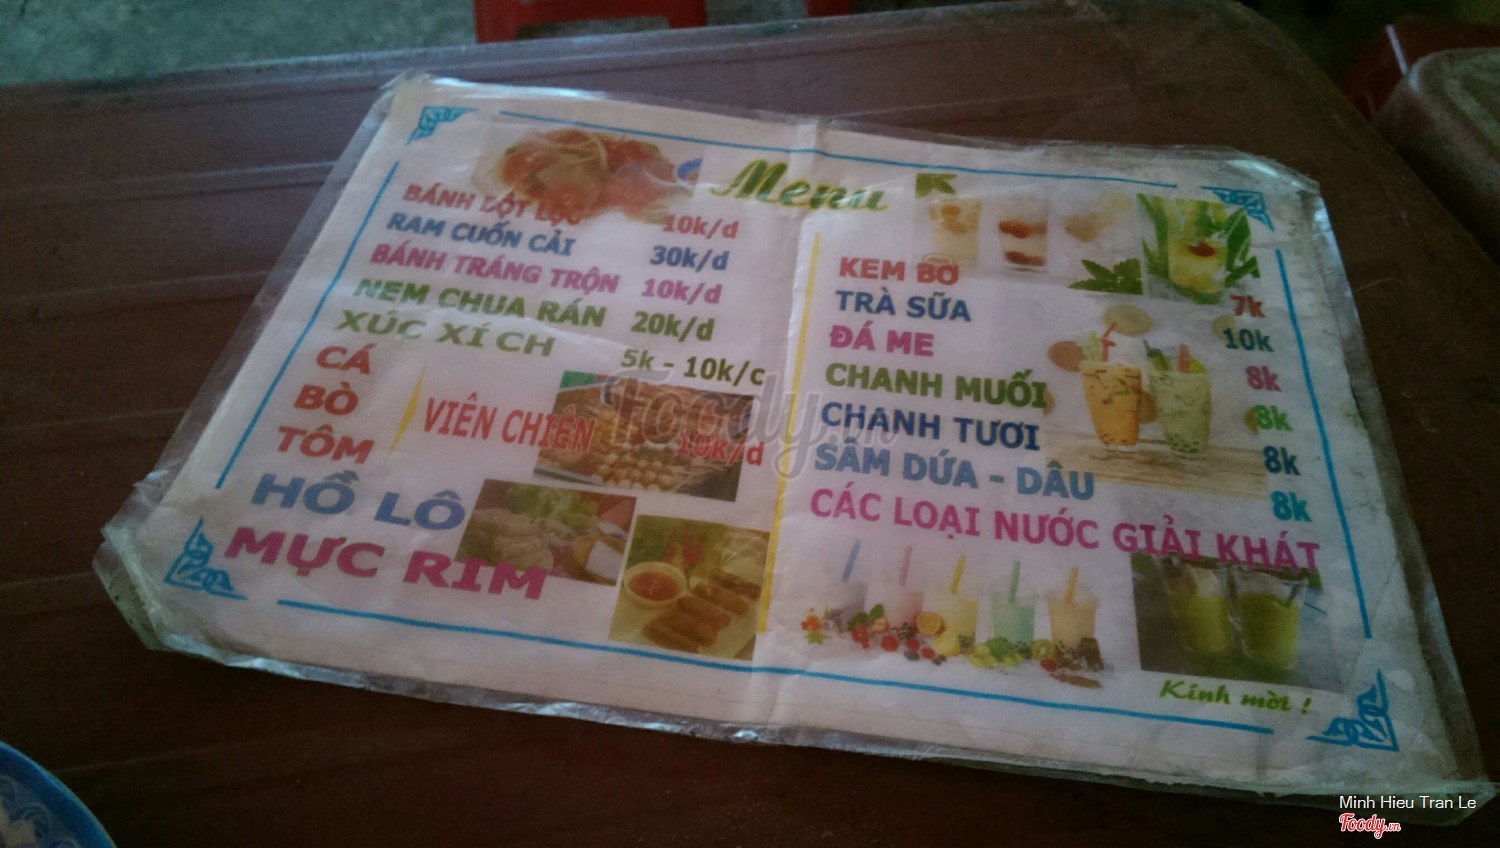 Menu
BÁNH BỘT LỌC 10k/d
RAM CUỐN CẢI 30k/d
BÁNH TRÁNG TRỘN 10k/d
NEM CHUA RÁN 20k/d
XÚC XÍCH 5k - 10k/c
CÁ
BÒ
TÔM
VIÊN CHIÊN 10k/d
HỒ LÔ
MỰC RIM
KEM BƠ 7k
TRÀ SỮA 10k
ĐÁ ME 8k
CHANH MUỐI 8k
CHANH TƯƠI 8k
SÂM DỨA - DÂU 8k
CÁC LOẠI NƯỚC GIẢI KHÁT
Kính mời !
Foody.vn
Minh Hieu Tran Le
Foody.vn